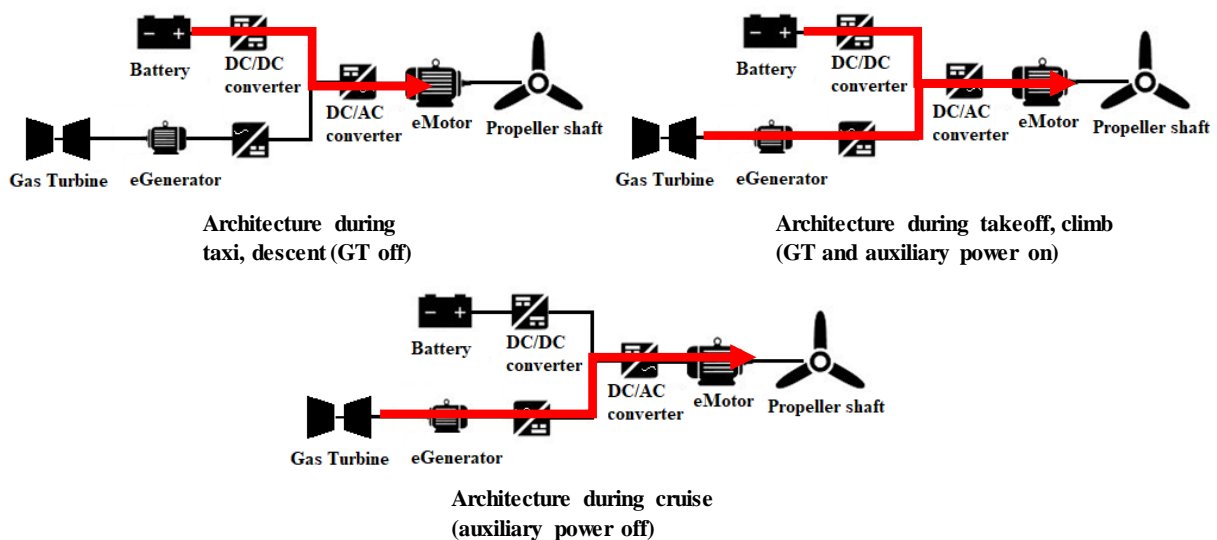 Battery
DC/DC
converter
DC/AC
converter
eMotor
Propeller shaft
Gas Turbine
eGenerator
Architecture during
taxi, descent (GT off)
Battery
DC/DC
converter
DC/AC
converter
eMotor
Propeller shaft
Gas Turbine
eGenerator
Architecture during takeoff, climb
(GT and auxiliary power on)
Battery
DC/DC
converter
DC/AC
converter
eMotor
Propeller shaft
Gas Turbine
eGenerator
Architecture during cruise
(auxiliary power off)